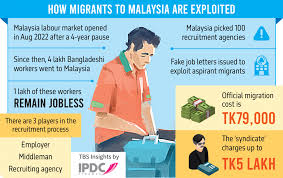 HOW MIGRANTS TO MALAYSIA ARE EXPLOITED
Malaysia labour market opened
in Aug 2022 after a 4-year pause
Since then, 4 lakh Bangladeshi
workers went to Malaysia
1 lakh of these workers
REMAIN JOBLESS
There are 3 players in the
recruitment process
Employer
Middleman
Recruiting agency
TBS Insights by
IPDC
Malaysia picked 100
recruitment agencies
Fake job letters issued to
exploit aspirant migrants
Official migration
cost is
TK79,000
The 'syndicate'
charges up to
TK5 LAKH